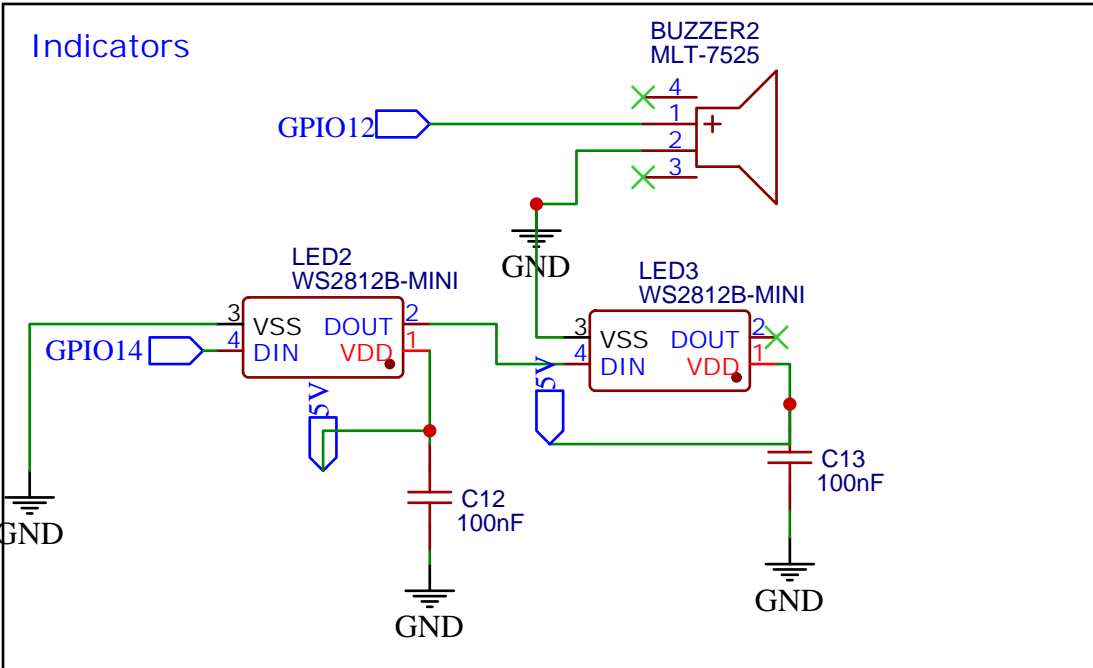 Indicators
BUZZER2
MLT-7525
4
1
+
2
3
GPIO12
GND
LED2
WS2812B-MINI
3 VSS DOUT 2
4 DIN VDD 1
GPIO14
5V
C12
100nF
GND
GND
LED3
WS2812B-MINI
3 VSS DOUT 2
4 DIN VDD 1
5V
C13
100nF
GND